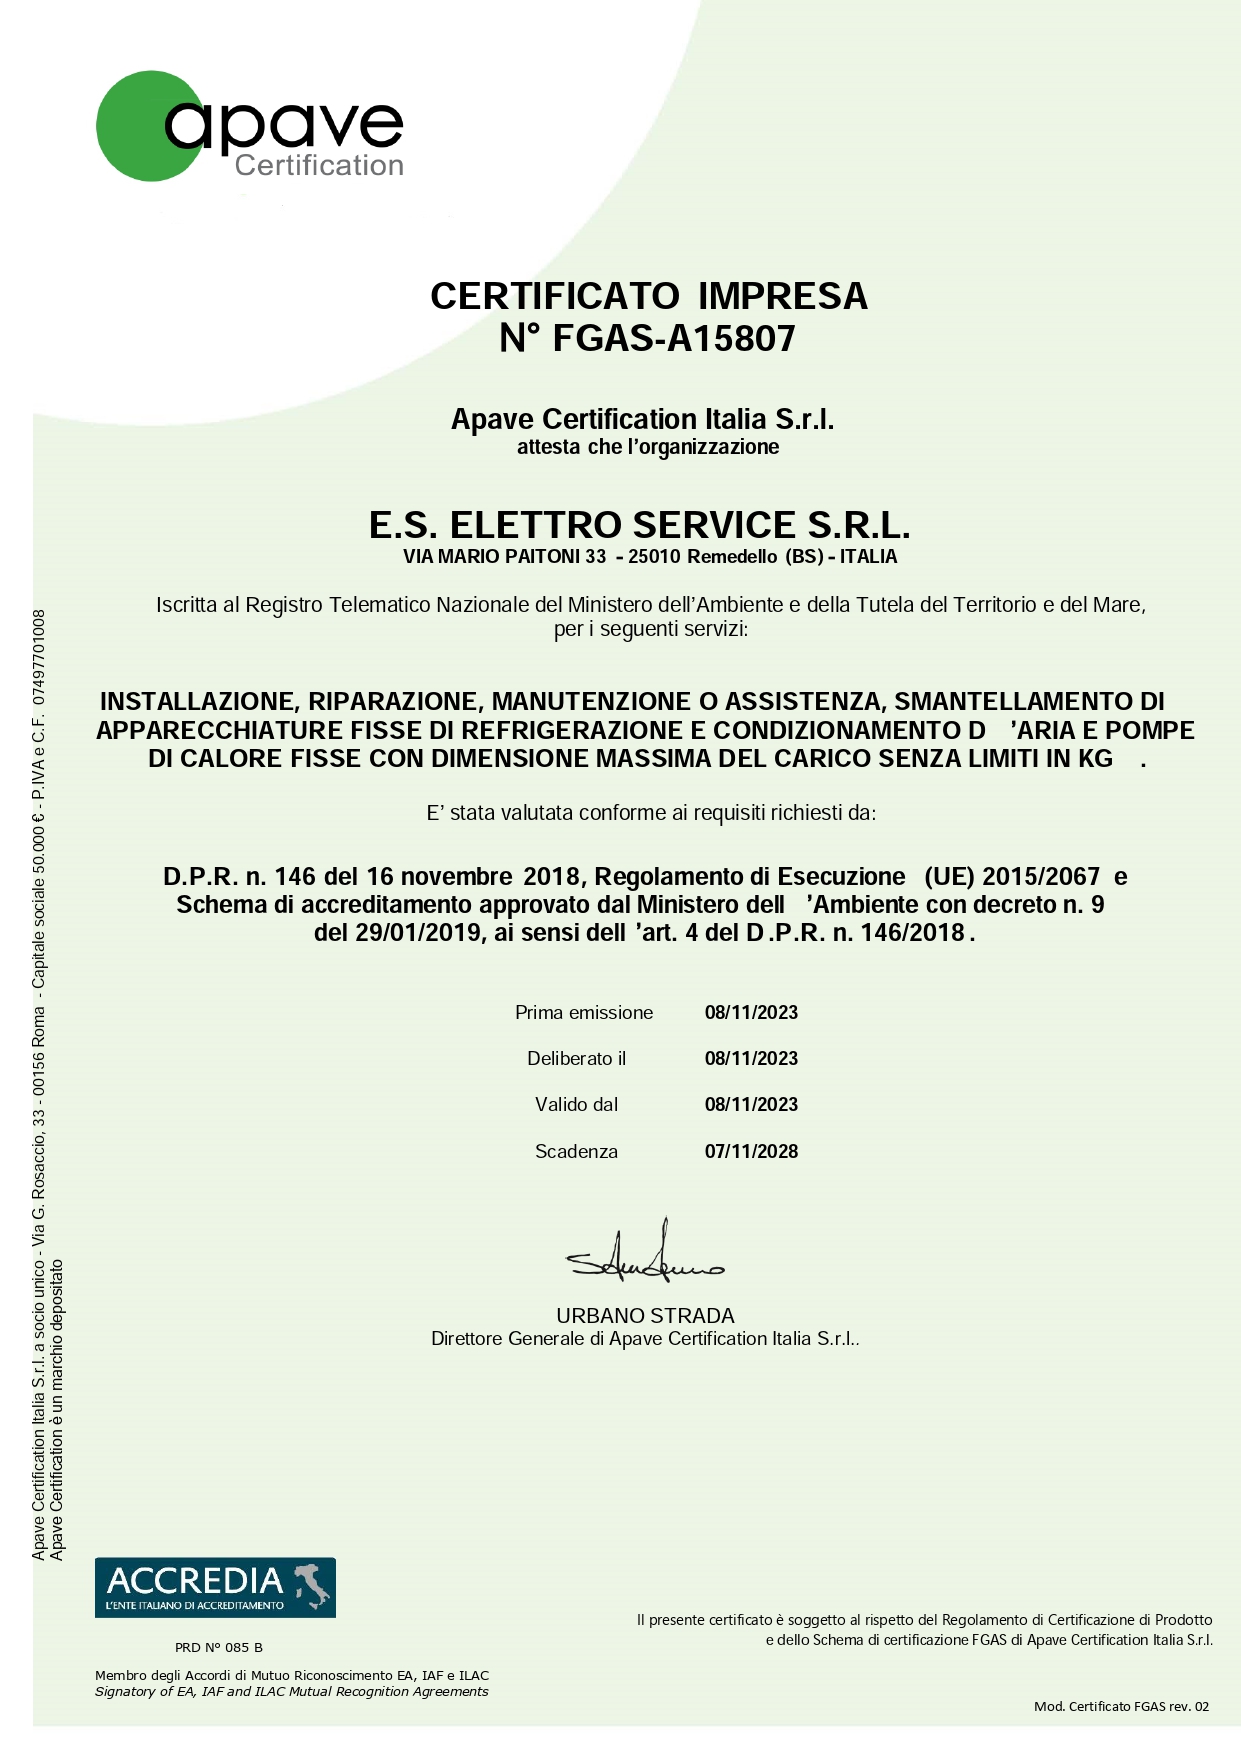 apave
Certification
CERTIFICATO IMPRESA
N° FGAS-A15807
Apave Certification Italia S.r.l.
attesta che l'organizzazione
E.S. ELETTRO SERVICE S.R.L.
VIA MARIO PAITONI 33 - 25010 Remedello (BS) - ITALIA
Iscritta al Registro Telematico Nazionale del Ministero dell'Ambiente e della Tutela del Territorio e del Mare,
per i seguenti servizi:
INSTALLAZIONE, RIPARAZIONE, MANUTENZIONE O ASSISTENZA, SMANTELLAMENTO DI
APPARECCHIATURE FISSE DI REFRIGERAZIONE E CONDIZIONAMENTO D 'ARIA E POMPE
DI CALORE FISSE CON DIMENSIONE MASSIMA DEL CARICO SENZA LIMITI IN KG .
E' stata valutata conforme ai requisiti richiesti da:
D.P.R. n. 146 del 16 novembre 2018, Regolamento di Esecuzione (UE) 2015/2067 e
Schema di accreditamento approvato dal Ministero dell 'Ambiente con decreto n. 9
del 29/01/2019, ai sensi dell 'art. 4 del D.P.R. n. 146/2018.
Prima emissione 08/11/2023
Deliberato il 08/11/2023
Valido dal 08/11/2023
Scadenza 07/11/2028
URBANO STRADA
Direttore Generale di Apave Certification Italia S.r.l..
Apave Certification Italia S.r.l. a socio unico - Via G. Rosaccio, 33 - 00156 Roma - Capitale sociale 50.000 € - P.IVA e C.F. 07497701008
Apave Certification è un marchio depositato
ACCREDIA
L'ENTE ITALIANO DI ACCREDITAMENTO
PRD N° 085 B
Membro degli Accordi di Mutuo Riconoscimento EA, IAF e ILAC
Signatory of EA, IAF and ILAC Mutual Recognition Agreements
Il presente certificato è soggetto al rispetto del Regolamento di Certificazione di Prodotto
e dello Schema di certificazione FGAS di Apave Certification Italia S.r.l.
Mod. Certificato FGAS rev. 02